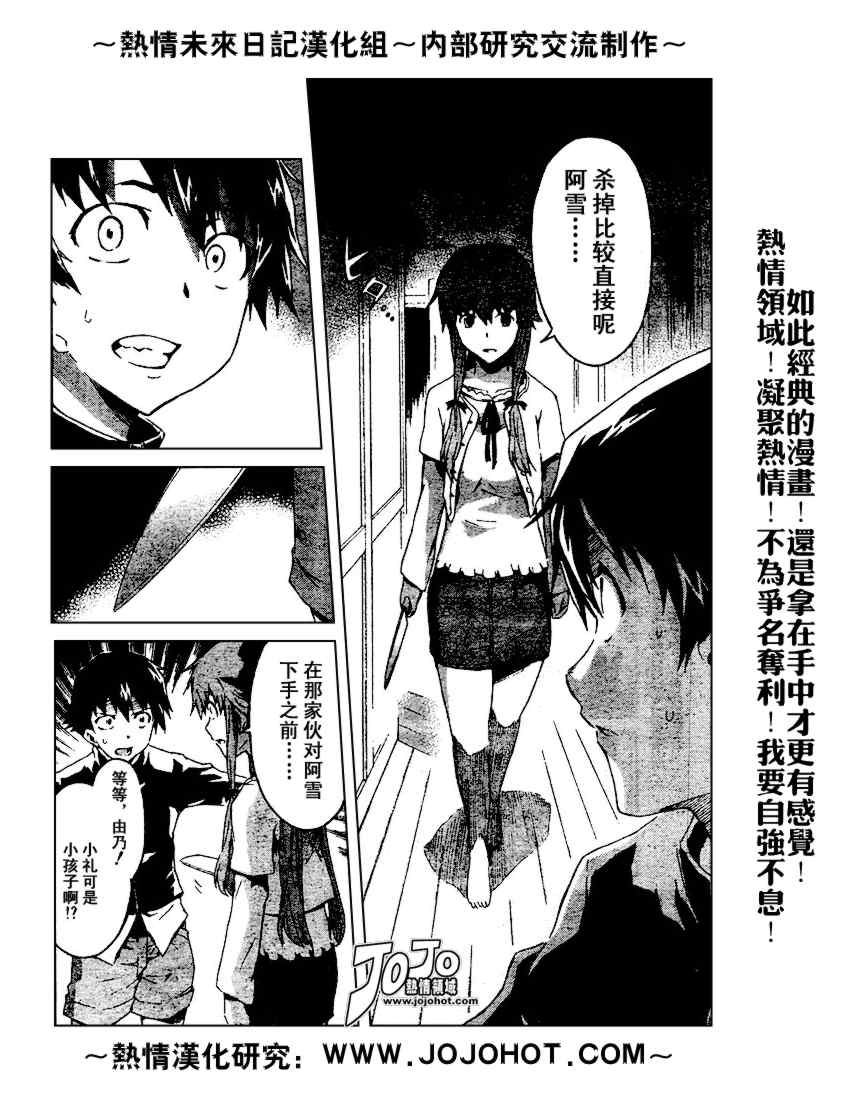 ～熱情未來日記漢化組～内部研究交流制作～
杀掉比较直接呢
阿雪……
ピク…
在那家伙对阿雪
下手之前……
等等，由乃！
小礼可是
小孩子啊!?
如此經典的漫畫！還是拿在手中才更有感覺！
熱情領域！凝聚熱情！不為爭名奪利！我要自強不息！
JOJO
熱情領域
www.jojohot.com
～熱情漢化研究：WWW.JOJOHOT.COM～